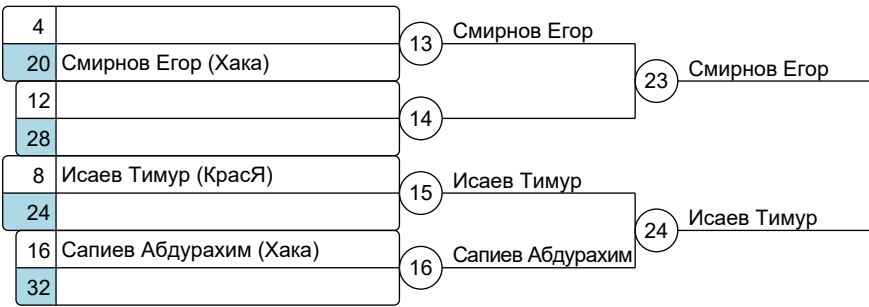 4
13
Смирнов Егор
20 Смирнов Егор (Хака)
23
Смирнов Егор
12
14
28
8 Исаев Тимур (КрасЯ)
15
Исаев Тимур
24
24
Исаев Тимур
16 Сапиев Абдурахим (Хака)
16
Сапиев Абдурахим
32